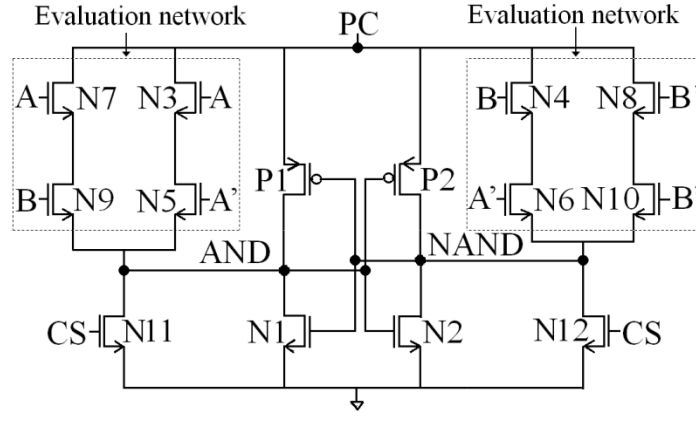 Evaluation network
PC
Evaluation network
A N7 N3 A
B N4 N8 B'
P1 P2
B N9 N5 A'
A' N6 N10 B'
AND NAND
CS N11 N1 N2 N12 CS